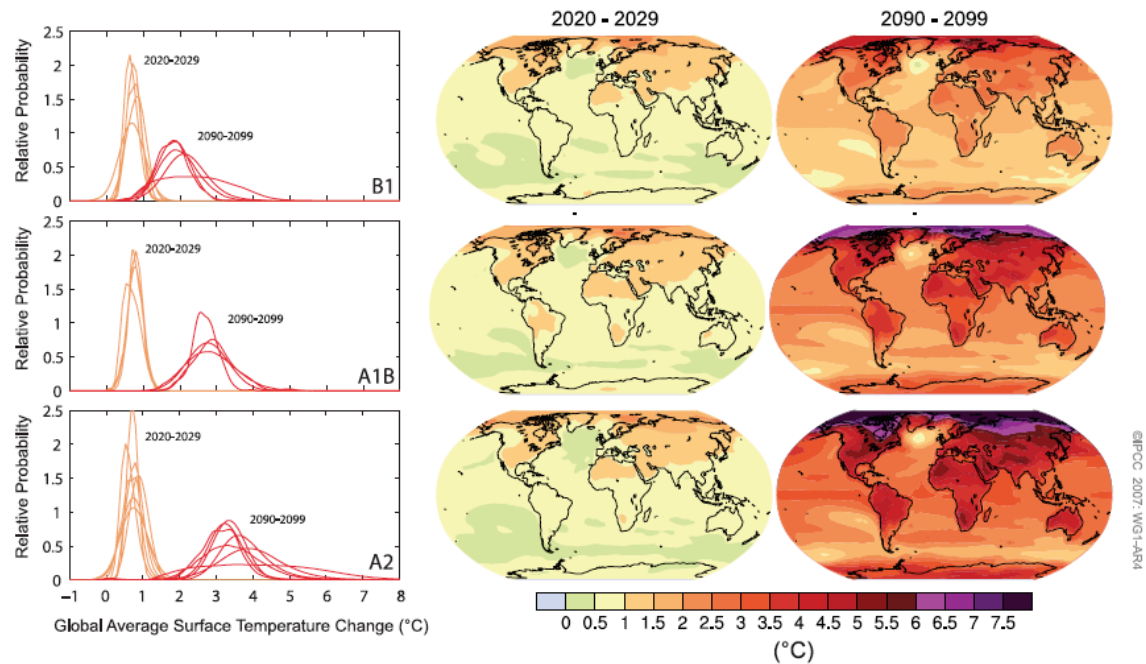 2020 - 2029
2090 - 2099
Relative Probability
2.5
2
1.5
1
0.5
0
2020-2029
2090-2099
B1
Relative Probability
2.5
2
1.5
1
0.5
0
2020-2029
2090-2099
A1B
Relative Probability
2.5
2
1.5
1
0.5
0
2020-2029
2090-2099
A2
-1 0 1 2 3 4 5 6 7 8
Global Average Surface Temperature Change (°C)
0 0.5 1 1.5 2 2.5 3 3.5 4 4.5 5 5.5 6 6.5 7 7.5
(°C)
©IPCC 2007: WG1-AR4